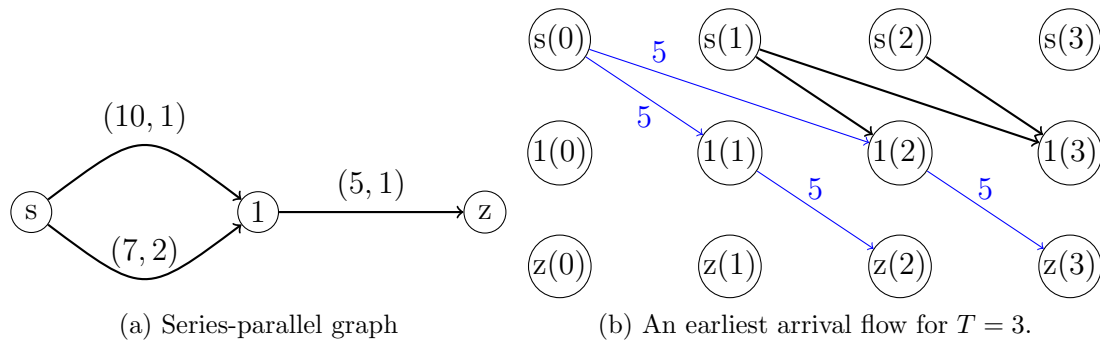 (10, 1)
(7, 2)
(5, 1)
s
1
z
(a) Series-parallel graph
s(0) s(1) s(2) s(3)
5
5
1(0) 1(1) 1(2) 1(3)
5 5
z(0) z(1) z(2) z(3)
(b) An earliest arrival flow for T = 3.